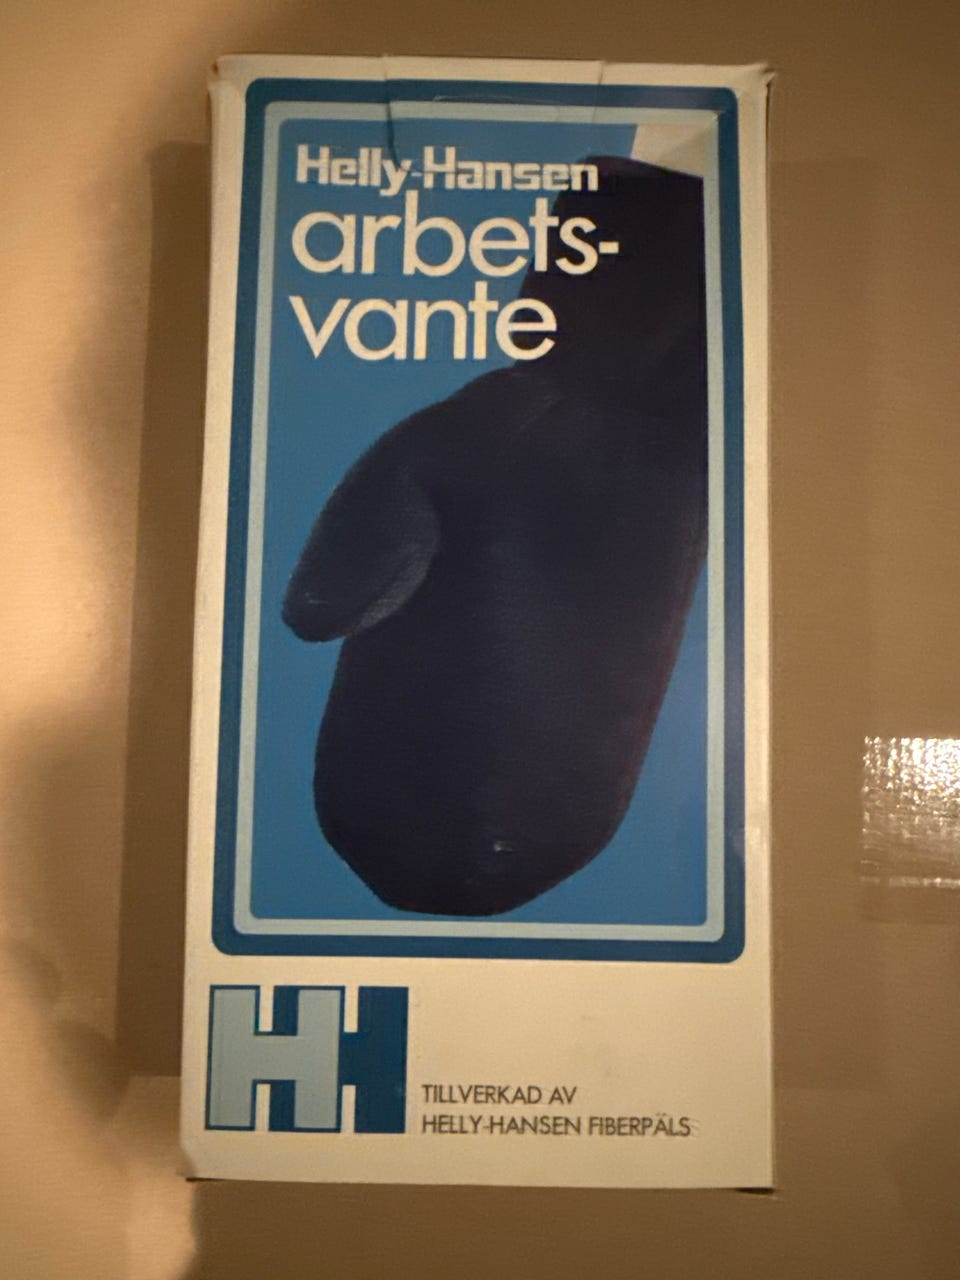 Helly-Hansen
arbets-
vante
HH
TILLVERKAD AV
HELLY-HANSEN FIBERPÄLS